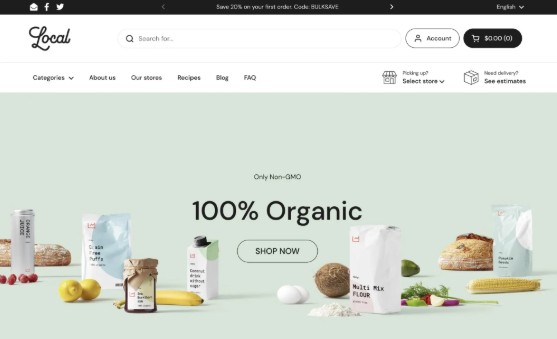 Save 20% on your first order. Code: BULKSAVE
English
Local
Search for...
Account
$0.00 (0)
Categories
About us
Our stores
Recipes
Blog
FAQ
Picking up?
Select store
Need delivery?
See estimates
Only Non-GMO
100% Organic
SHOP NOW
Multi Mix
FLOUR